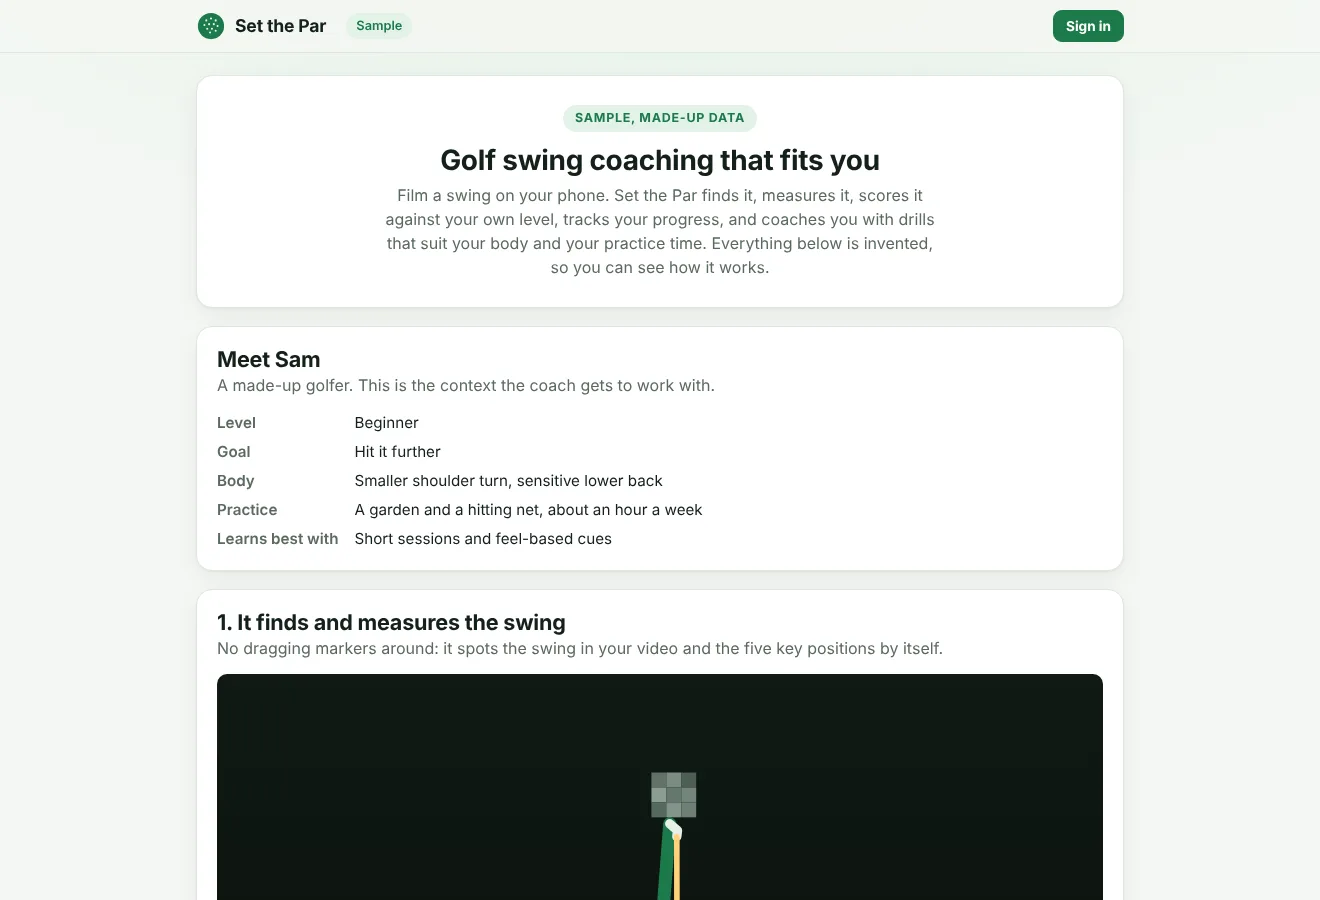 Set the Par
Sample
Sign in
SAMPLE, MADE-UP DATA
Golf swing coaching that fits you
Film a swing on your phone. Set the Par finds it, measures it, scores it
against your own level, tracks your progress, and coaches you with drills
that suit your body and your practice time. Everything below is invented,
so you can see how it works.
Meet Sam
A made-up golfer. This is the context the coach gets to work with.
Level Beginner
Goal Hit it further
Body Smaller shoulder turn, sensitive lower back
Practice A garden and a hitting net, about an hour a week
Learns best with Short sessions and feel-based cues
1. It finds and measures the swing
No dragging markers around: it spots the swing in your video and the five key positions by itself.